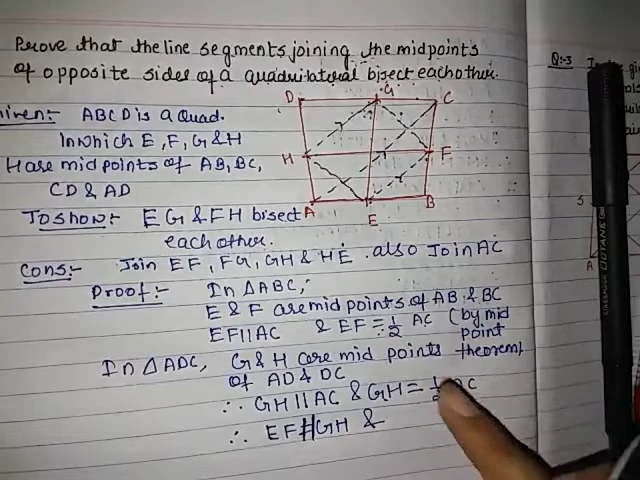 Prove that the line segments joining the midpoints
of opposite sides of a quadrilateral bisect each other.
Given:- ABCD is a Quad.
In which E, F, G & H
H are mid points of AB, BC,
CD & AD
To show:- EG & FH bisect
each other.
Cons:- Join EF, FG, GH & HE. also Join AC
Proof:- In △ABC,
E & F are mid points of AB & BC
EF || AC & EF = 1/2 AC (by mid
point
theorem)
In △ADC, G & H are mid points
of AD & DC
∴ GH || AC & GH = 1/2 AC
∴ EF || GH &
D G C
H F
A E B
Q:-3
S
A